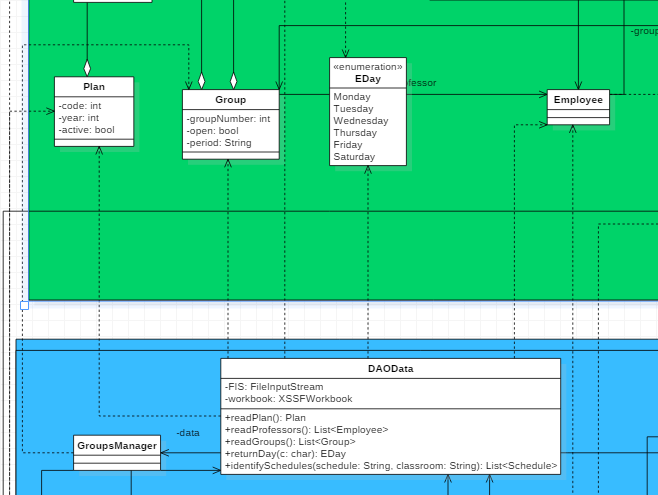 -group
«enumeration»
EDay
Monday
Tuesday
Wednesday
Thursday
Friday
Saturday
Plan
-code: int
-year: int
-active: bool
Group
-groupNumber: int
-open: bool
-period: String
Employee
DAOData
-FIS: FileInputStream
-workbook: XSSFWorkbook
+readPlan(): Plan
+readProfessors(): List<Employee>
+readGroups(): List<Group>
+returnDay(c: char): EDay
+identifySchedules(schedule: String, classroom: String): List<Schedule>
-data
GroupsManager